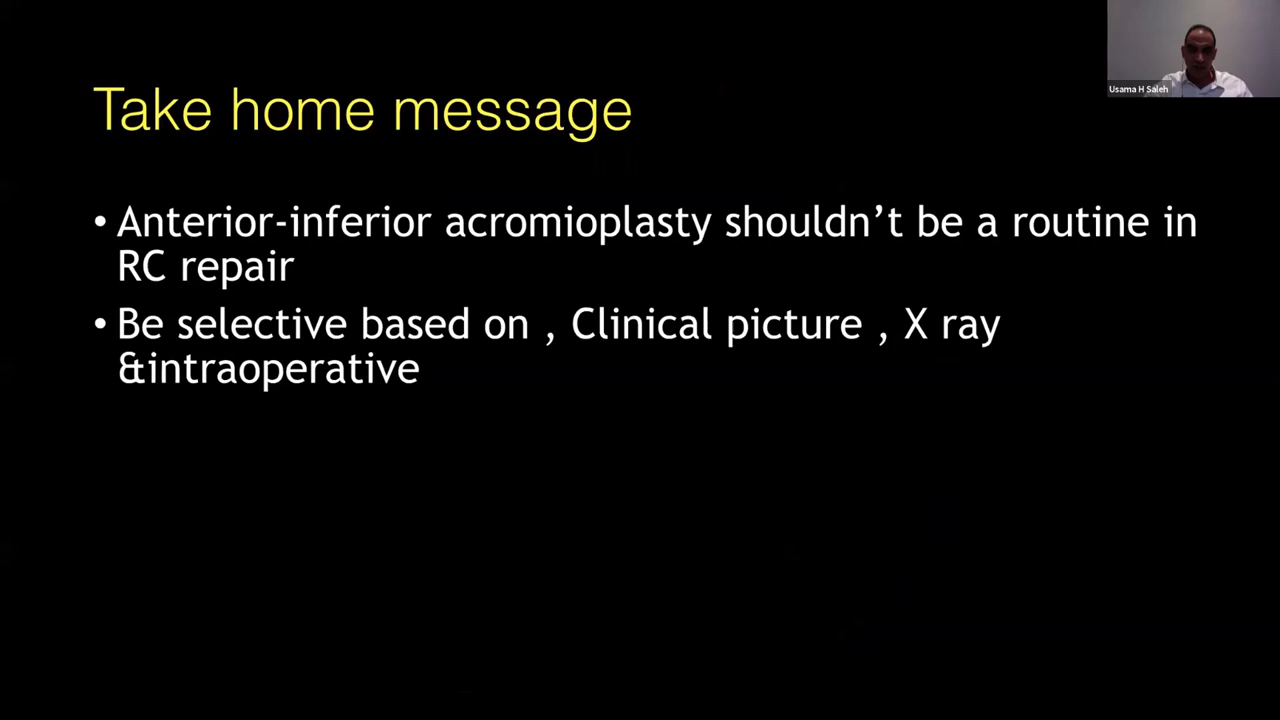 Usama H Saleh
Take home message
• Anterior-inferior acromioplasty shouldn’t be a routine in
RC repair
• Be selective based on , Clinical picture , X ray
&intraoperative